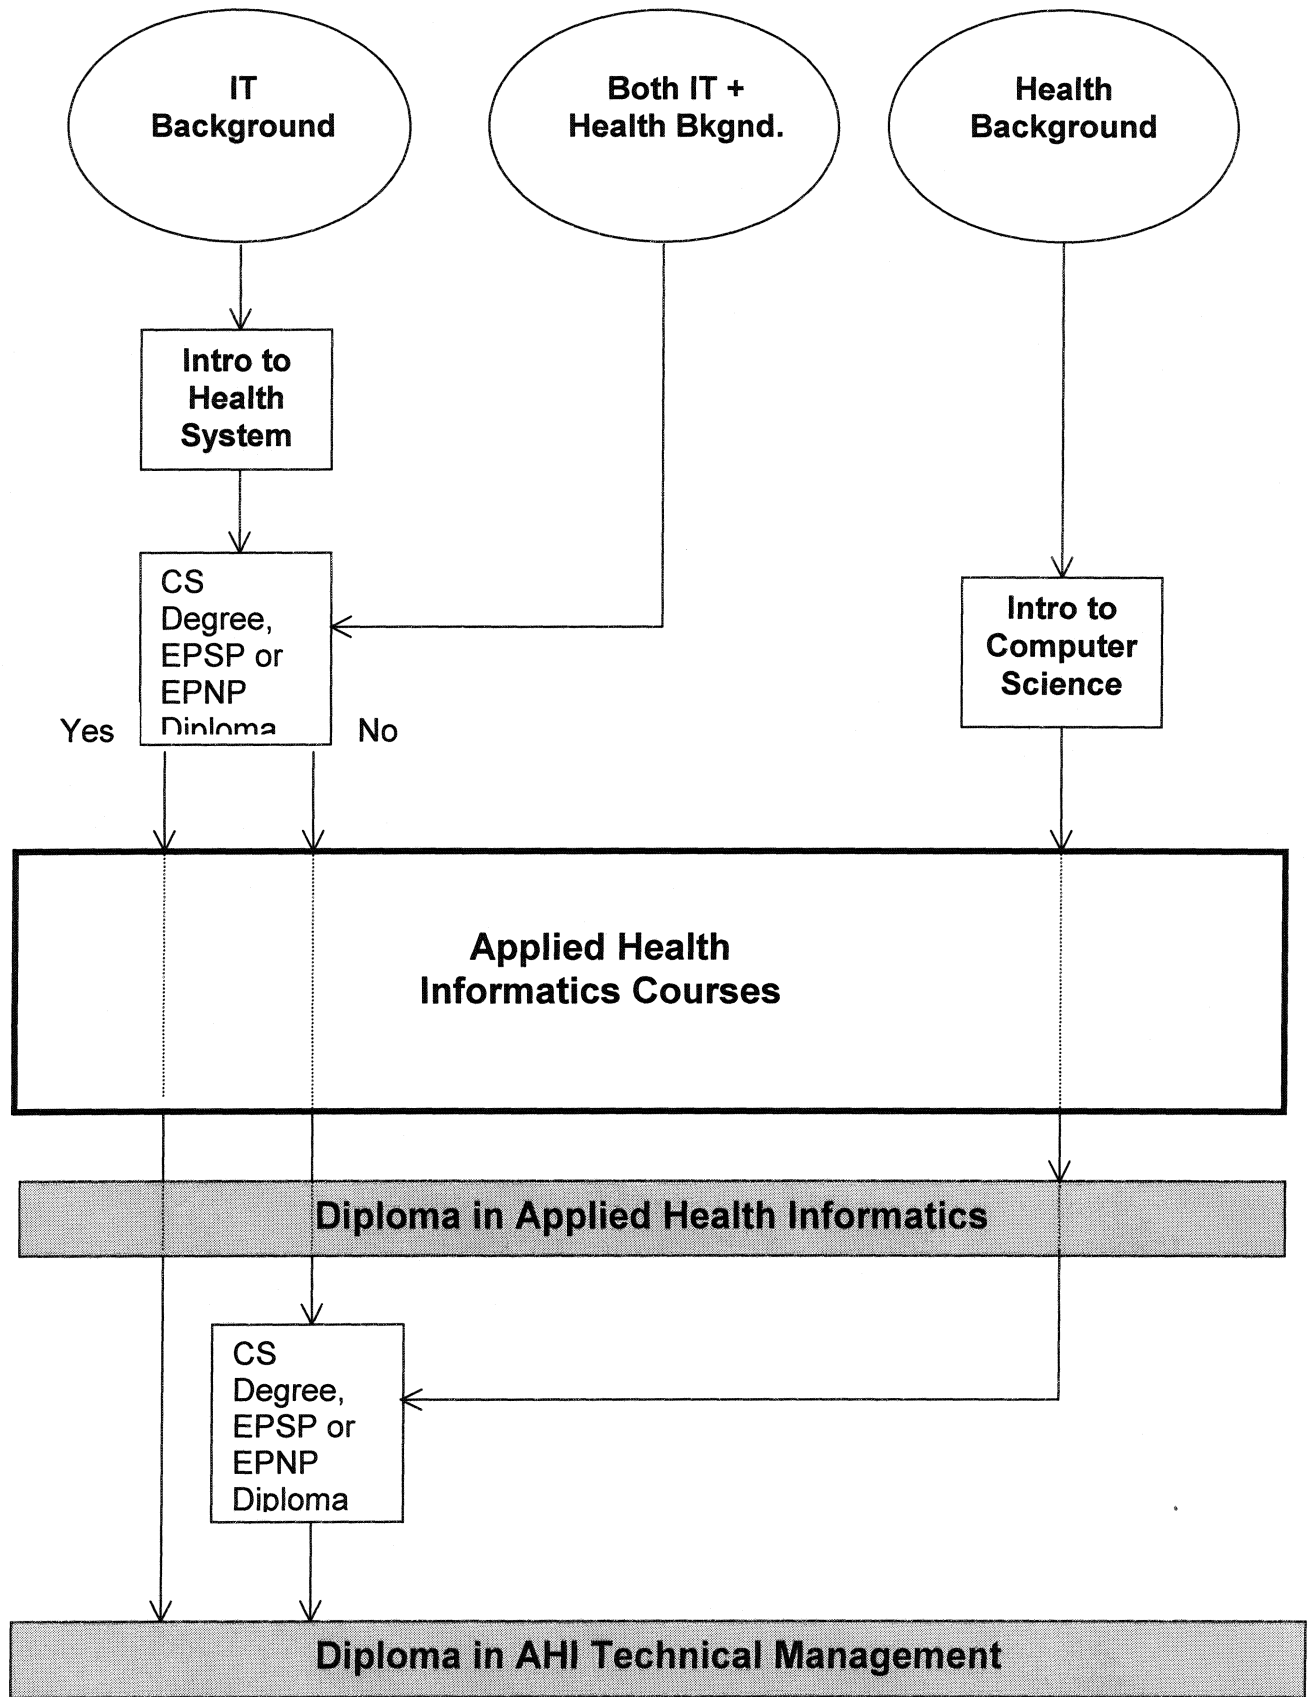 IT
Background
Both IT +
Health Bkgnd.
Health
Background
Intro to
Health
System
CS
Degree,
EPSP or
EPNP
Diploma
Yes
No
Intro to
Computer
Science
Applied Health
Informatics Courses
Diploma in Applied Health Informatics
CS
Degree,
EPSP or
EPNP
Diploma
Diploma in AHI Technical Management